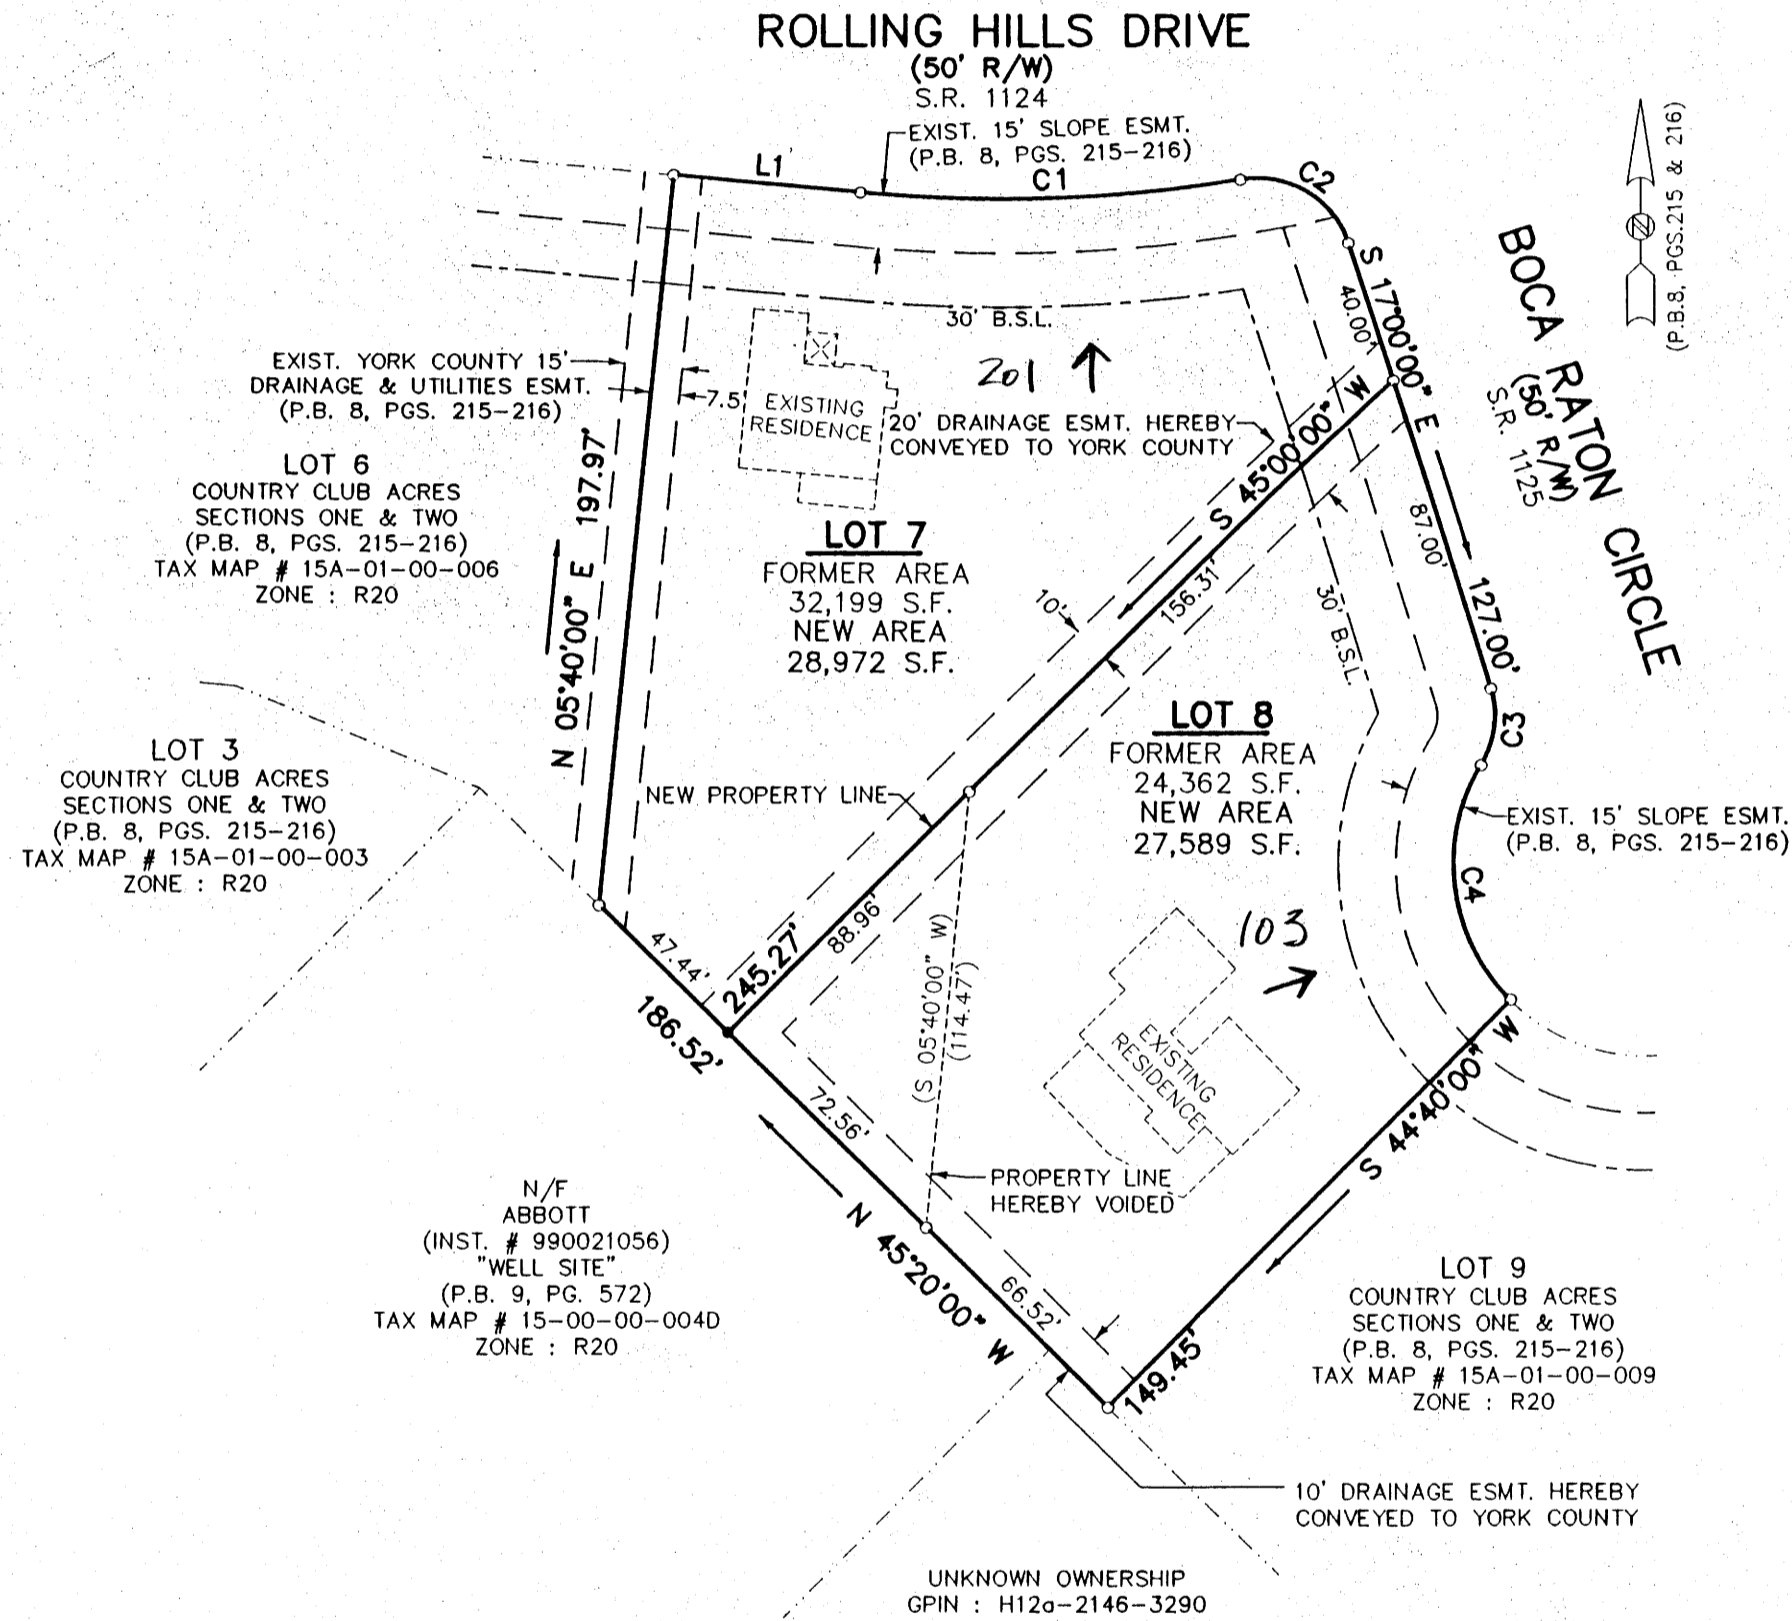 ROLLING HILLS DRIVE
(50' R/W)
S.R. 1124
EXIST. 15' SLOPE ESMT.
(P.B. 8, PGS. 215-216)
L1
C1
C2
(P.B.8, PGS.215 & 216)
BOCA RATON CIRCLE
(50' R/W)
S.R. 1125
S 17°00'00" E
127.00'
40.00'
87.00'
30' B.S.L.
201
EXIST. YORK COUNTY 15'
DRAINAGE & UTILITIES ESMT.
(P.B. 8, PGS. 215-216)
7.5'
EXISTING
RESIDENCE
20' DRAINAGE ESMT. HEREBY
CONVEYED TO YORK COUNTY
S 45°00'00" W
245.27'
156.31'
88.96'
10'
LOT 6
COUNTRY CLUB ACRES
SECTIONS ONE & TWO
(P.B. 8, PGS. 215-216)
TAX MAP # 15A-01-00-006
ZONE : R20
N 05°40'00" E 197.97'
LOT 7
FORMER AREA
32,199 S.F.
NEW AREA
28,972 S.F.
30' B.S.L.
LOT 8
FORMER AREA
24,362 S.F.
NEW AREA
27,589 S.F.
C3
C4
EXIST. 15' SLOPE ESMT.
(P.B. 8, PGS. 215-216)
LOT 3
COUNTRY CLUB ACRES
SECTIONS ONE & TWO
(P.B. 8, PGS. 215-216)
TAX MAP # 15A-01-00-003
ZONE : R20
NEW PROPERTY LINE
103
47.44'
186.52'
72.56'
66.52'
N 45°20'00" W
(S 05°40'00" W)
(114.47')
EXISTING
RESIDENCE
PROPERTY LINE
HEREBY VOIDED
S 44°40'00" W
149.45'
N/F
ABBOTT
(INST. # 990021056)
"WELL SITE"
(P.B. 9, PG. 572)
TAX MAP # 15-00-00-004D
ZONE : R20
LOT 9
COUNTRY CLUB ACRES
SECTIONS ONE & TWO
(P.B. 8, PGS. 215-216)
TAX MAP # 15A-01-00-009
ZONE : R20
10' DRAINAGE ESMT. HEREBY
CONVEYED TO YORK COUNTY
UNKNOWN OWNERSHIP
GPIN : H12a-2146-3290